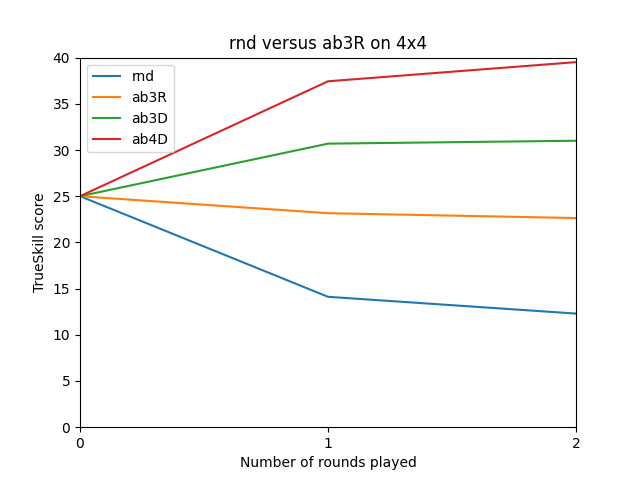 rnd versus ab3R on 4x4
40
35
30
25
20
15
10
5
0
TrueSkill score
rnd
ab3R
ab3D
ab4D
0
1
2
Number of rounds played